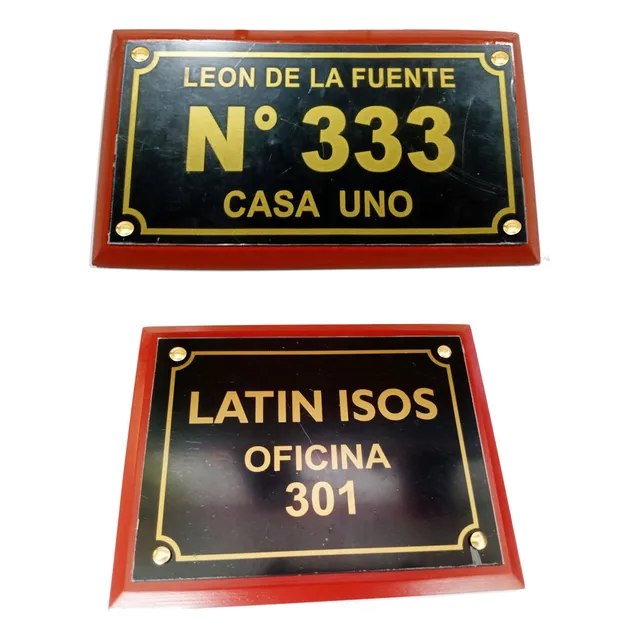 LEON DE LA FUENTE
N° 333
CASA UNO
LATIN ISOS
OFICINA
301